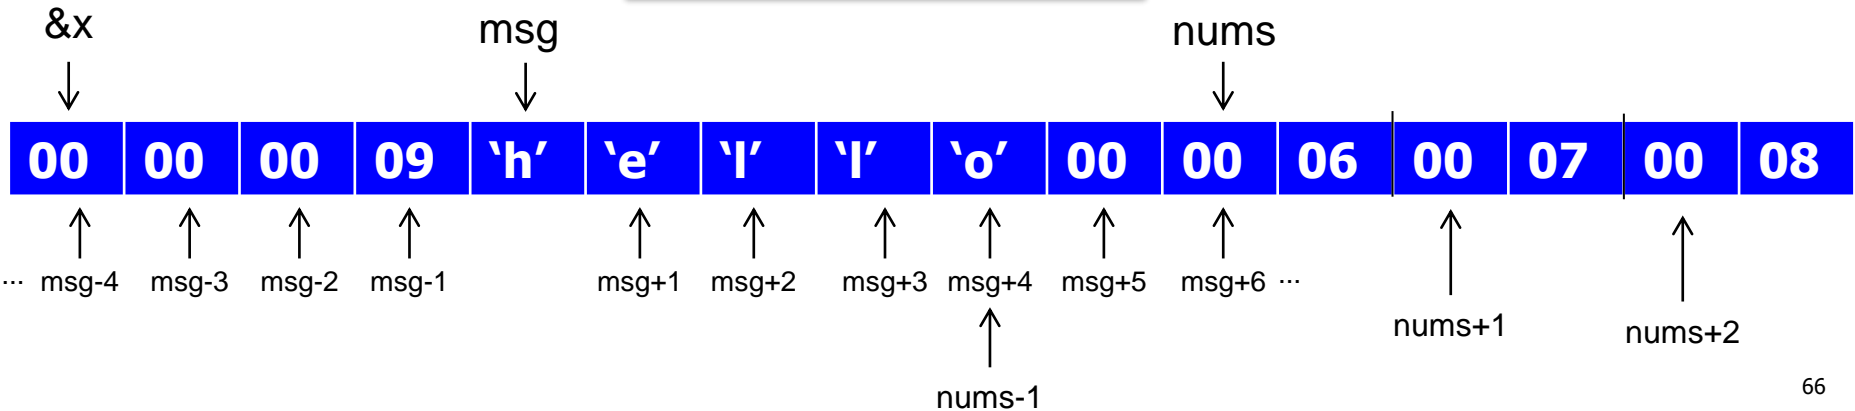 &x msg nums
00 00 00 09 ‘h’ ‘e’ ‘l’ ‘l’ ‘o’ 00 00 06 00 07 00 08
... msg-4 msg-3 msg-2 msg-1 msg+1 msg+2 msg+3 msg+4 msg+5 msg+6 ...
nums+1 nums+2
nums-1 66